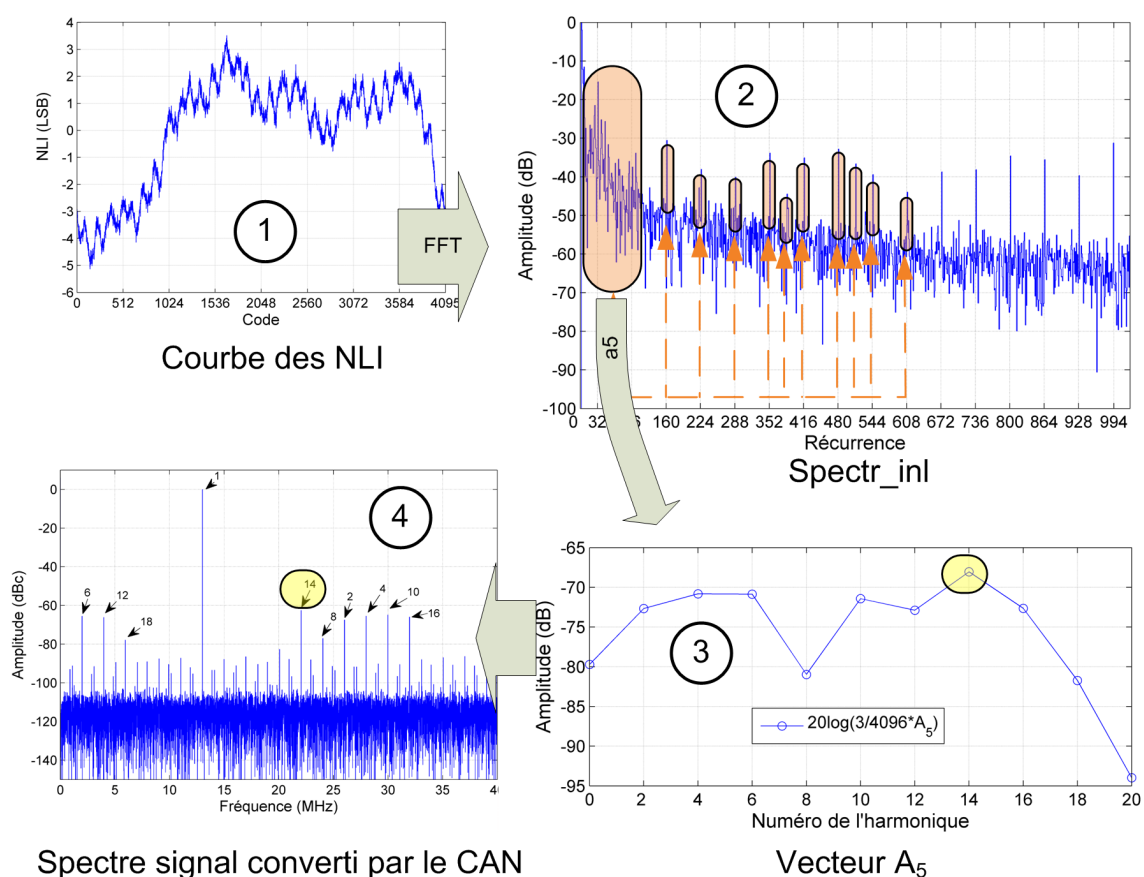 4
3
2
1
0
-1
-2
-3
-4
-5
-6
NLI (LSB)
0 512 1024 1536 2048 2560 3072 3584 4095
Code
1
FFT
Courbe des NLI
0
-10
-20
-30
-40
-50
-60
-70
-80
-90
-100
Amplitude (dB)
2
a5
0 32 160 224 288 352 416 480 544 608 672 736 800 864 928 994
Récurrence
Spectr_inl
0
-20
-40
-60
-80
-100
-120
-140
Amplitude (dBc)
1
4
6
12
18
14
8
2
4
10
16
0 5 10 15 20 25 30 35 40
Fréquence (MHz)
Spectre signal converti par le CAN
-65
-70
-75
-80
-85
-90
-95
Amplitude (dB)
3
20log(3/4096*A5)
0 2 4 6 8 10 12 14 16 18 20
Numéro de l'harmonique
Vecteur A5